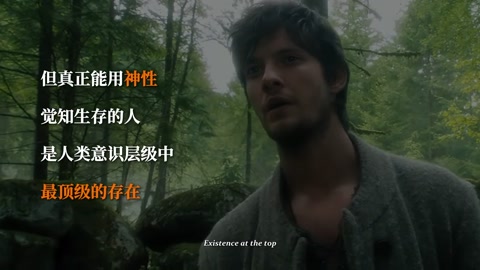 但真正能用神性
觉知生存的人
是人类意识层级中
最顶级的存在
Existence at the top